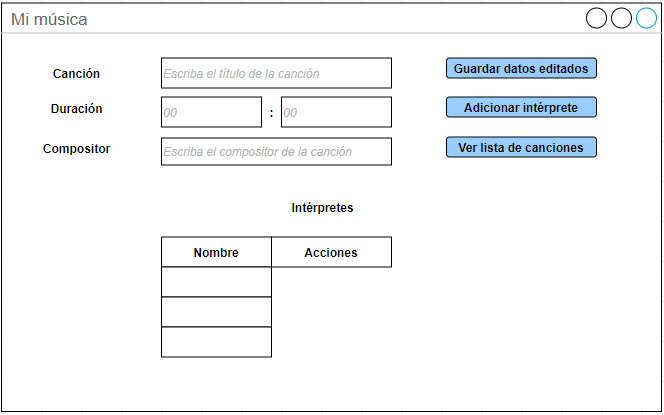 Mi música
Canción
Escriba el título de la canción
Guardar datos editados
Duración
00 : 00
Adicionar intérprete
Compositor
Escriba el compositor de la canción
Ver lista de canciones
Intérpretes
Nombre
Acciones